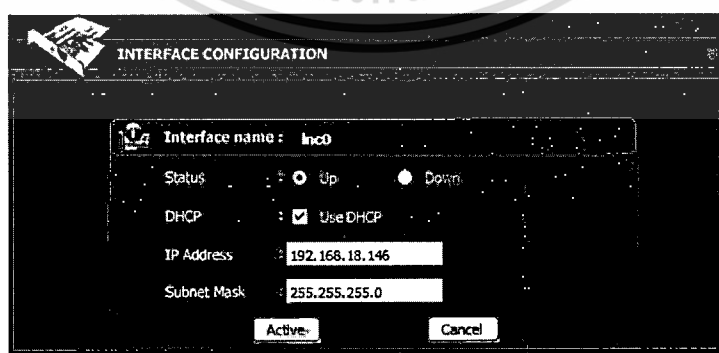 INTERFACE CONFIGURATION
Interface name : lnc0
Status : Up Down
DHCP : Use DHCP
IP Address : 192.168.18.146
Subnet Mask : 255.255.255.0
Active Cancel